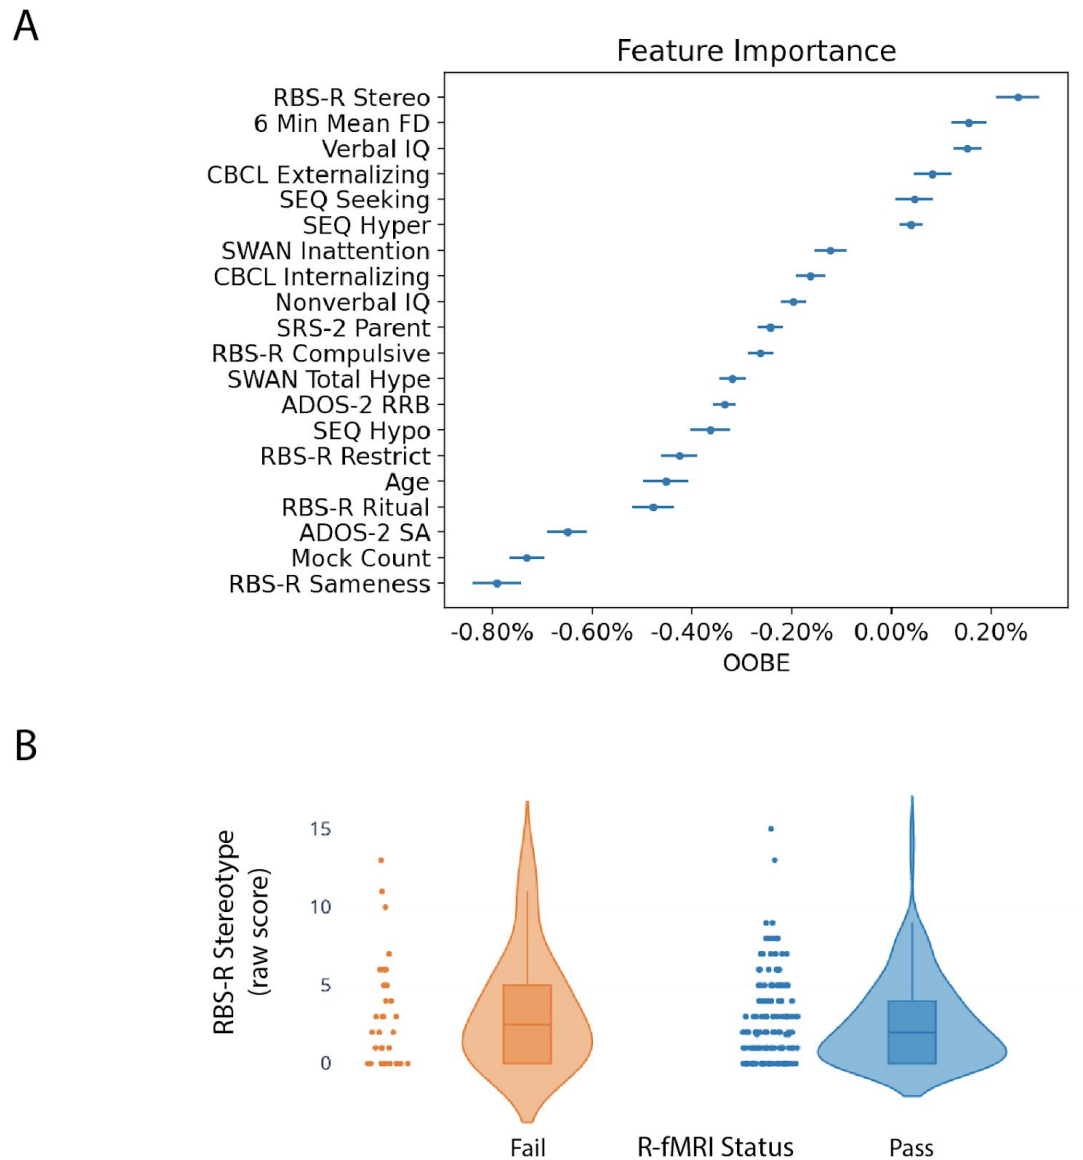 A
Feature Importance
RBS-R Stereo
6 Min Mean FD
Verbal IQ
CBCL Externalizing
SEQ Seeking
SEQ Hyper
SWAN Inattention
CBCL Internalizing
Nonverbal IQ
SRS-2 Parent
RBS-R Compulsive
SWAN Total Hype
ADOS-2 RRB
SEQ Hypo
RBS-R Restrict
Age
RBS-R Ritual
ADOS-2 SA
Mock Count
RBS-R Sameness
-0.80% -0.60% -0.40% -0.20% 0.00% 0.20%
OOBE
B
RBS-R Stereotype
(raw score)
15
10
5
0
Fail R-fMRI Status Pass